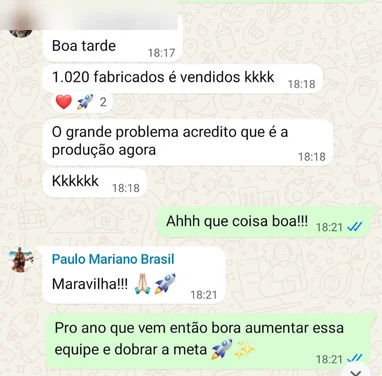 Boa tarde
18:17
1.020 fabricados é vendidos kkkk
18:18
❤️ 🚀 2
O grande problema acredito que é a
produção agora
18:18
Kkkkkk
18:18
Ahhh que coisa boa!!!
18:21
Paulo Mariano Brasil
Maravilha!!! 🙏🏻🚀
18:21
Pro ano que vem então bora aumentar essa
equipe e dobrar a meta 🚀✨
18:21